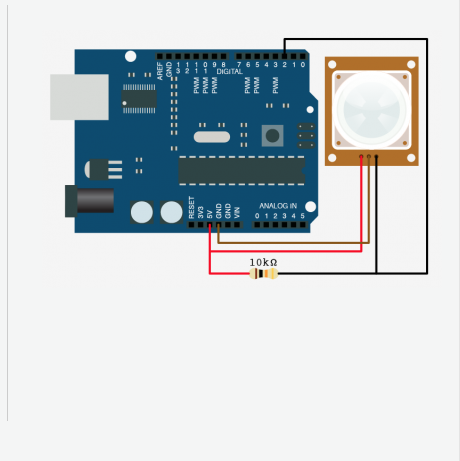 AREF
GND
13
12
11
10
9
8
7
6
5
4
3
2
1
0
PWM
PWM
PWM
PWM
PWM
PWM
DIGITAL
RESET
3V3
5V
GND
GND
VIN
ANALOG IN
0 1 2 3 4 5
10kΩ